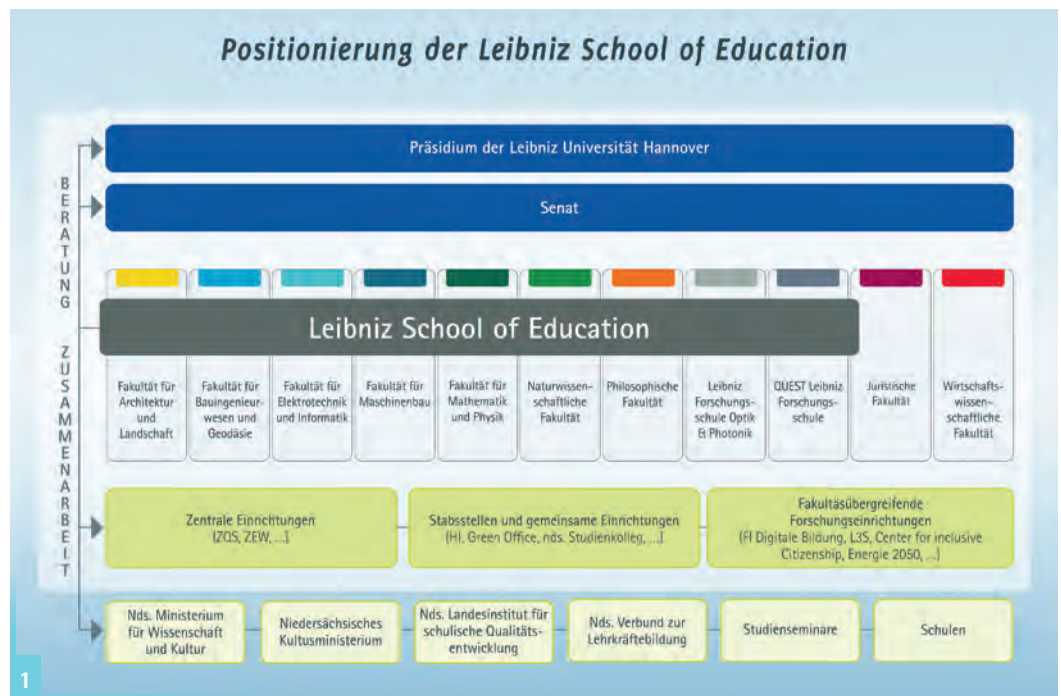 Positionierung der Leibniz School of Education
BERATUNG
ZUSAMMENARBEIT
Präsidium der Leibniz Universität Hannover
Senat
Leibniz School of Education
Fakultät für
Architektur
und
Landschaft
Fakultät für
Bauingenieur-
wesen und
Geodäsie
Fakultät für
Elektrotechnik
und Informatik
Fakultät für
Maschinenbau
Fakultät für
Mathematik
und Physik
Naturwissen-
schaftliche
Fakultät
Philosophische
Fakultät
Leibniz
Forschungs-
schule Optik
& Photonik
QUEST Leibniz
Forschungs-
schule
Juristische
Fakultät
Wirtschafts-
wissen-
schaftliche
Fakultät
Zentrale Einrichtungen
(ZQS, ZEW, ...)
Stabsstellen und gemeinsame Einrichtungen
(HI, Green Office, nds. Studienkolleg, ...)
Fakultäsübergreifende
Forschungseinrichtungen
(FI Digitale Bildung, L3S, Center for inclusive
Citizenship, Energie 2050, ...)
Nds. Ministerium
für Wissenschaft
und Kultur
Niedersächsisches
Kultusministerium
Nds. Landesinstitut für
schulische Qualitäts-
entwicklung
Nds. Verbund zur
Lehrkräftebildung
Studienseminare
Schulen
1